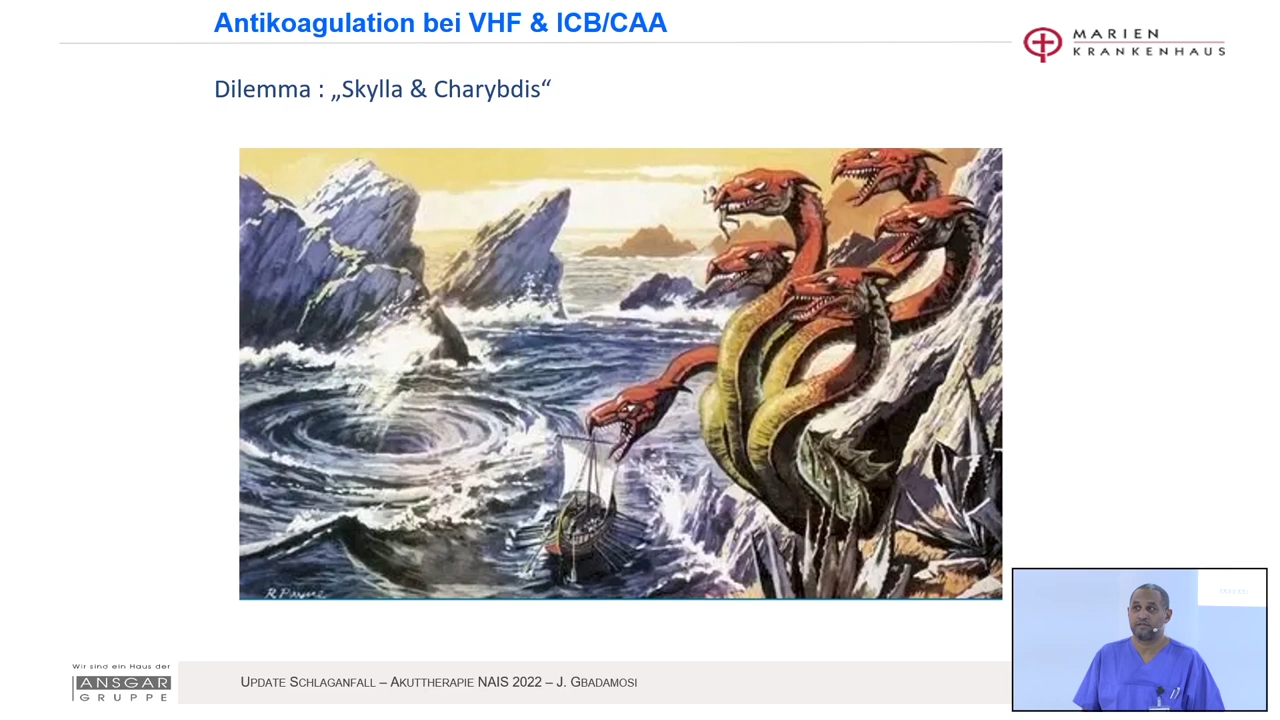 Antikoagulation bei VHF & ICB/CAA
MARIEN
KRANKENHAUS
Dilemma : „Skylla & Charybdis“
R. Payne
Wir sind ein Haus der
ANSGAR
GRUPPE
UPDATE SCHLAGANFALL – AKUTTHERAPIE NAIS 2022 – J. GBADAMOSI